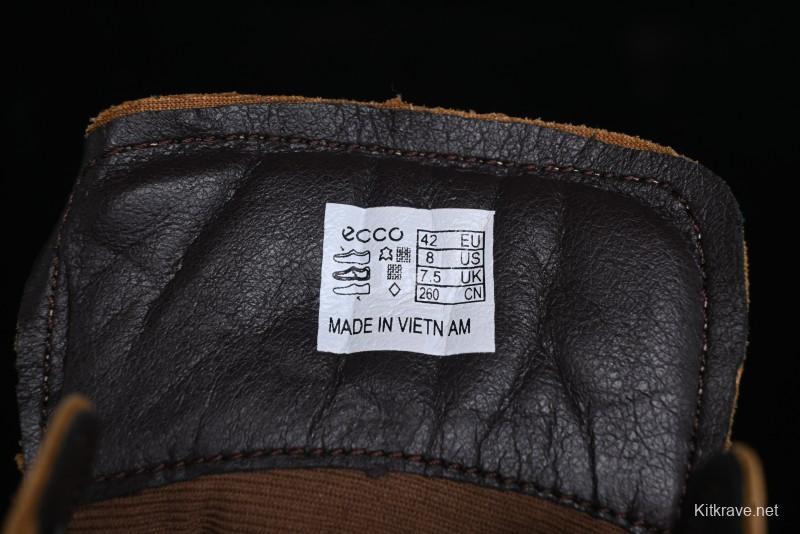 ecco
42 EU
8 US
7.5 UK
260 CN
MADE IN VIETN AM
Kitkrave.net